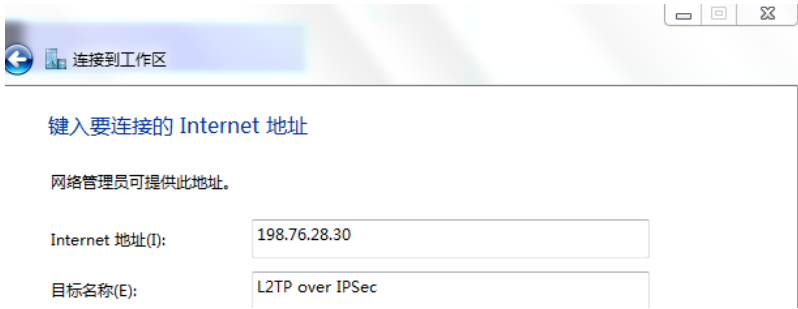 连接到工作区
键入要连接的 Internet 地址
网络管理员可提供此地址。
Internet 地址(I):
198.76.28.30
目标名称(E):
L2TP over IPSec